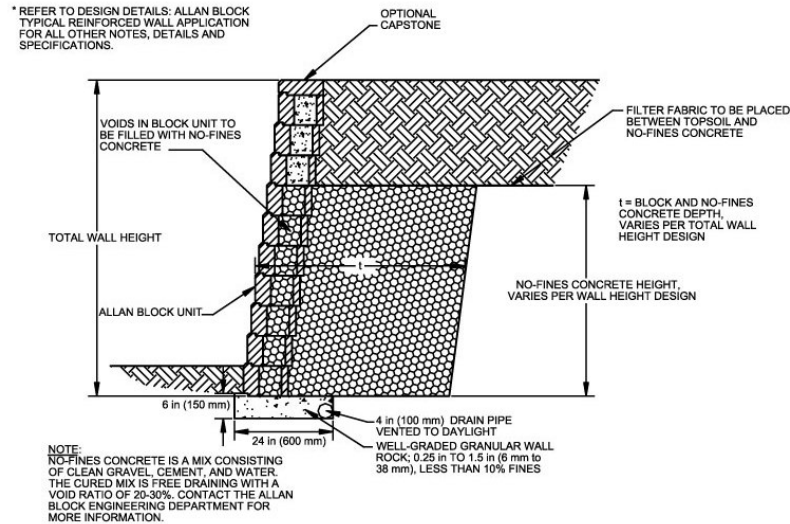 * REFER TO DESIGN DETAILS: ALLAN BLOCK
TYPICAL REINFORCED WALL APPLICATION
FOR ALL OTHER NOTES, DETAILS AND
SPECIFICATIONS.
OPTIONAL
CAPSTONE
VOIDS IN BLOCK UNIT TO
BE FILLED WITH NO-FINES
CONCRETE
FILTER FABRIC TO BE PLACED
BETWEEN TOPSOIL AND
NO-FINES CONCRETE
t = BLOCK AND NO-FINES
CONCRETE DEPTH,
VARIES PER TOTAL WALL
HEIGHT DESIGN
TOTAL WALL HEIGHT
t
NO-FINES CONCRETE HEIGHT,
VARIES PER WALL HEIGHT DESIGN
ALLAN BLOCK UNIT
6 in (150 mm)
24 in (600 mm)
4 in (100 mm) DRAIN PIPE
VENTED TO DAYLIGHT
WELL-GRADED GRANULAR WALL
ROCK; 0.25 in TO 1.5 in (6 mm to
38 mm), LESS THAN 10% FINES
NOTE:
NO-FINES CONCRETE IS A MIX CONSISTING
OF CLEAN GRAVEL, CEMENT, AND WATER.
THE CURED MIX IS FREE DRAINING WITH A
VOID RATIO OF 20-30%. CONTACT THE ALLAN
BLOCK ENGINEERING DEPARTMENT FOR
MORE INFORMATION.